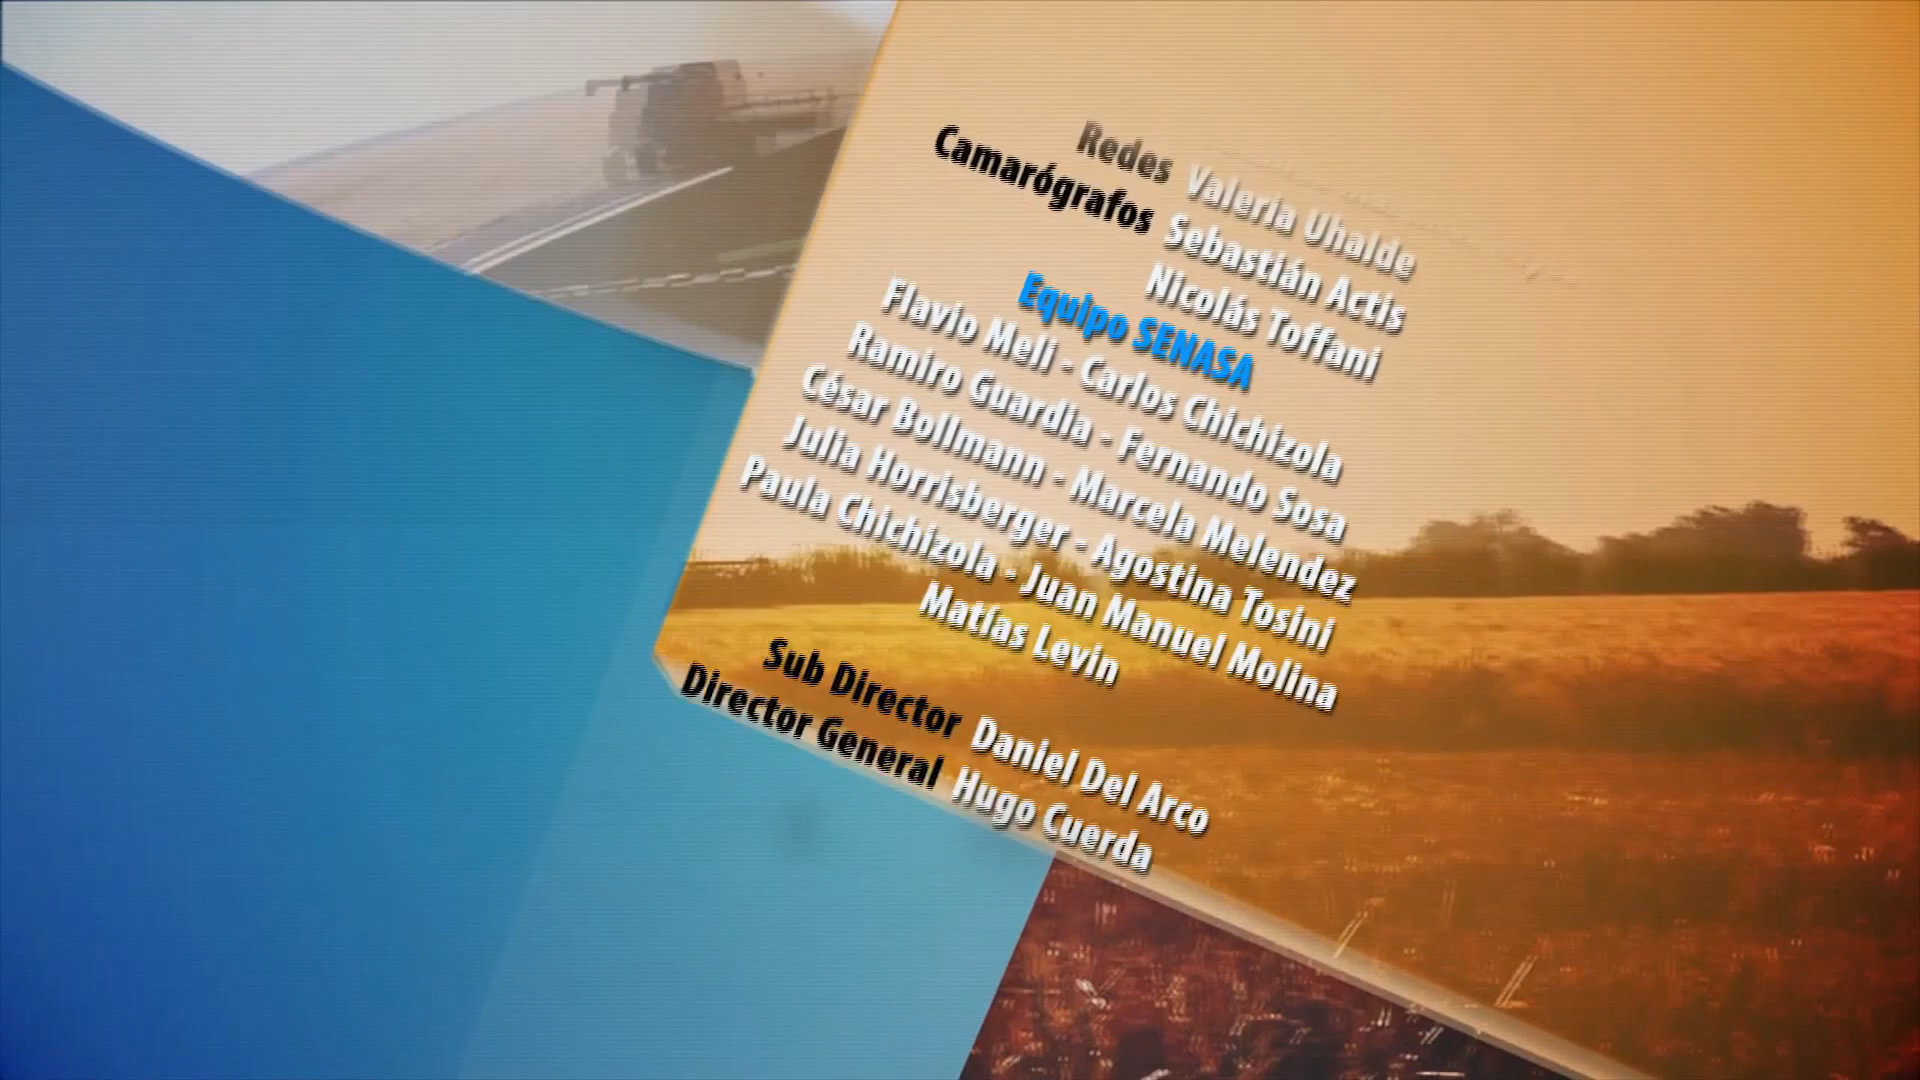 Redes Valeria Uhalde
Camarógrafos Sebastián Actis
Nicolás Toffani
Equipo SENASA
Flavio Meli - Carlos Chichizola
Ramiro Guardia - Fernando Sosa
César Bollmann - Marcela Melendez
Julia Horrisberger - Agostina Tosini
Paula Chichizola - Juan Manuel Molina
Matías Levin
Sub Director Daniel Del Arco
Director General Hugo Cuerda